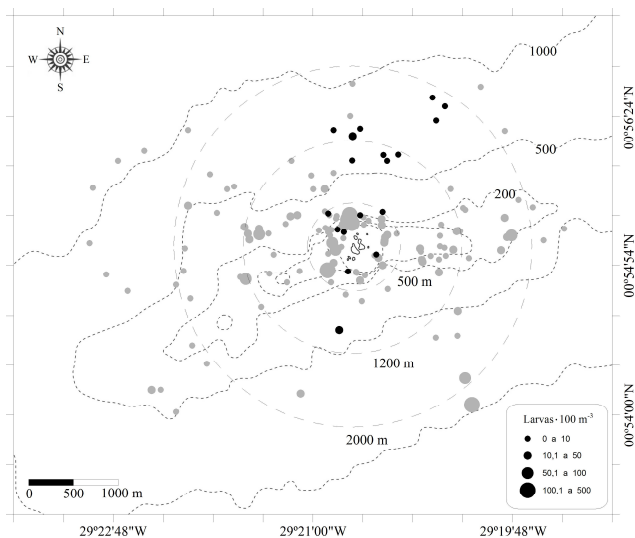 N
W E
S
1000
500
200
500 m
1200 m
2000 m
00°56'24"N
00°54'54"N
00°54'00"N
Larvas·100 m⁻³
0 a 10
10,1 a 50
50,1 a 100
100,1 a 500
0 500 1000 m
29°22'48"W 29°21'00"W 29°19'48"W